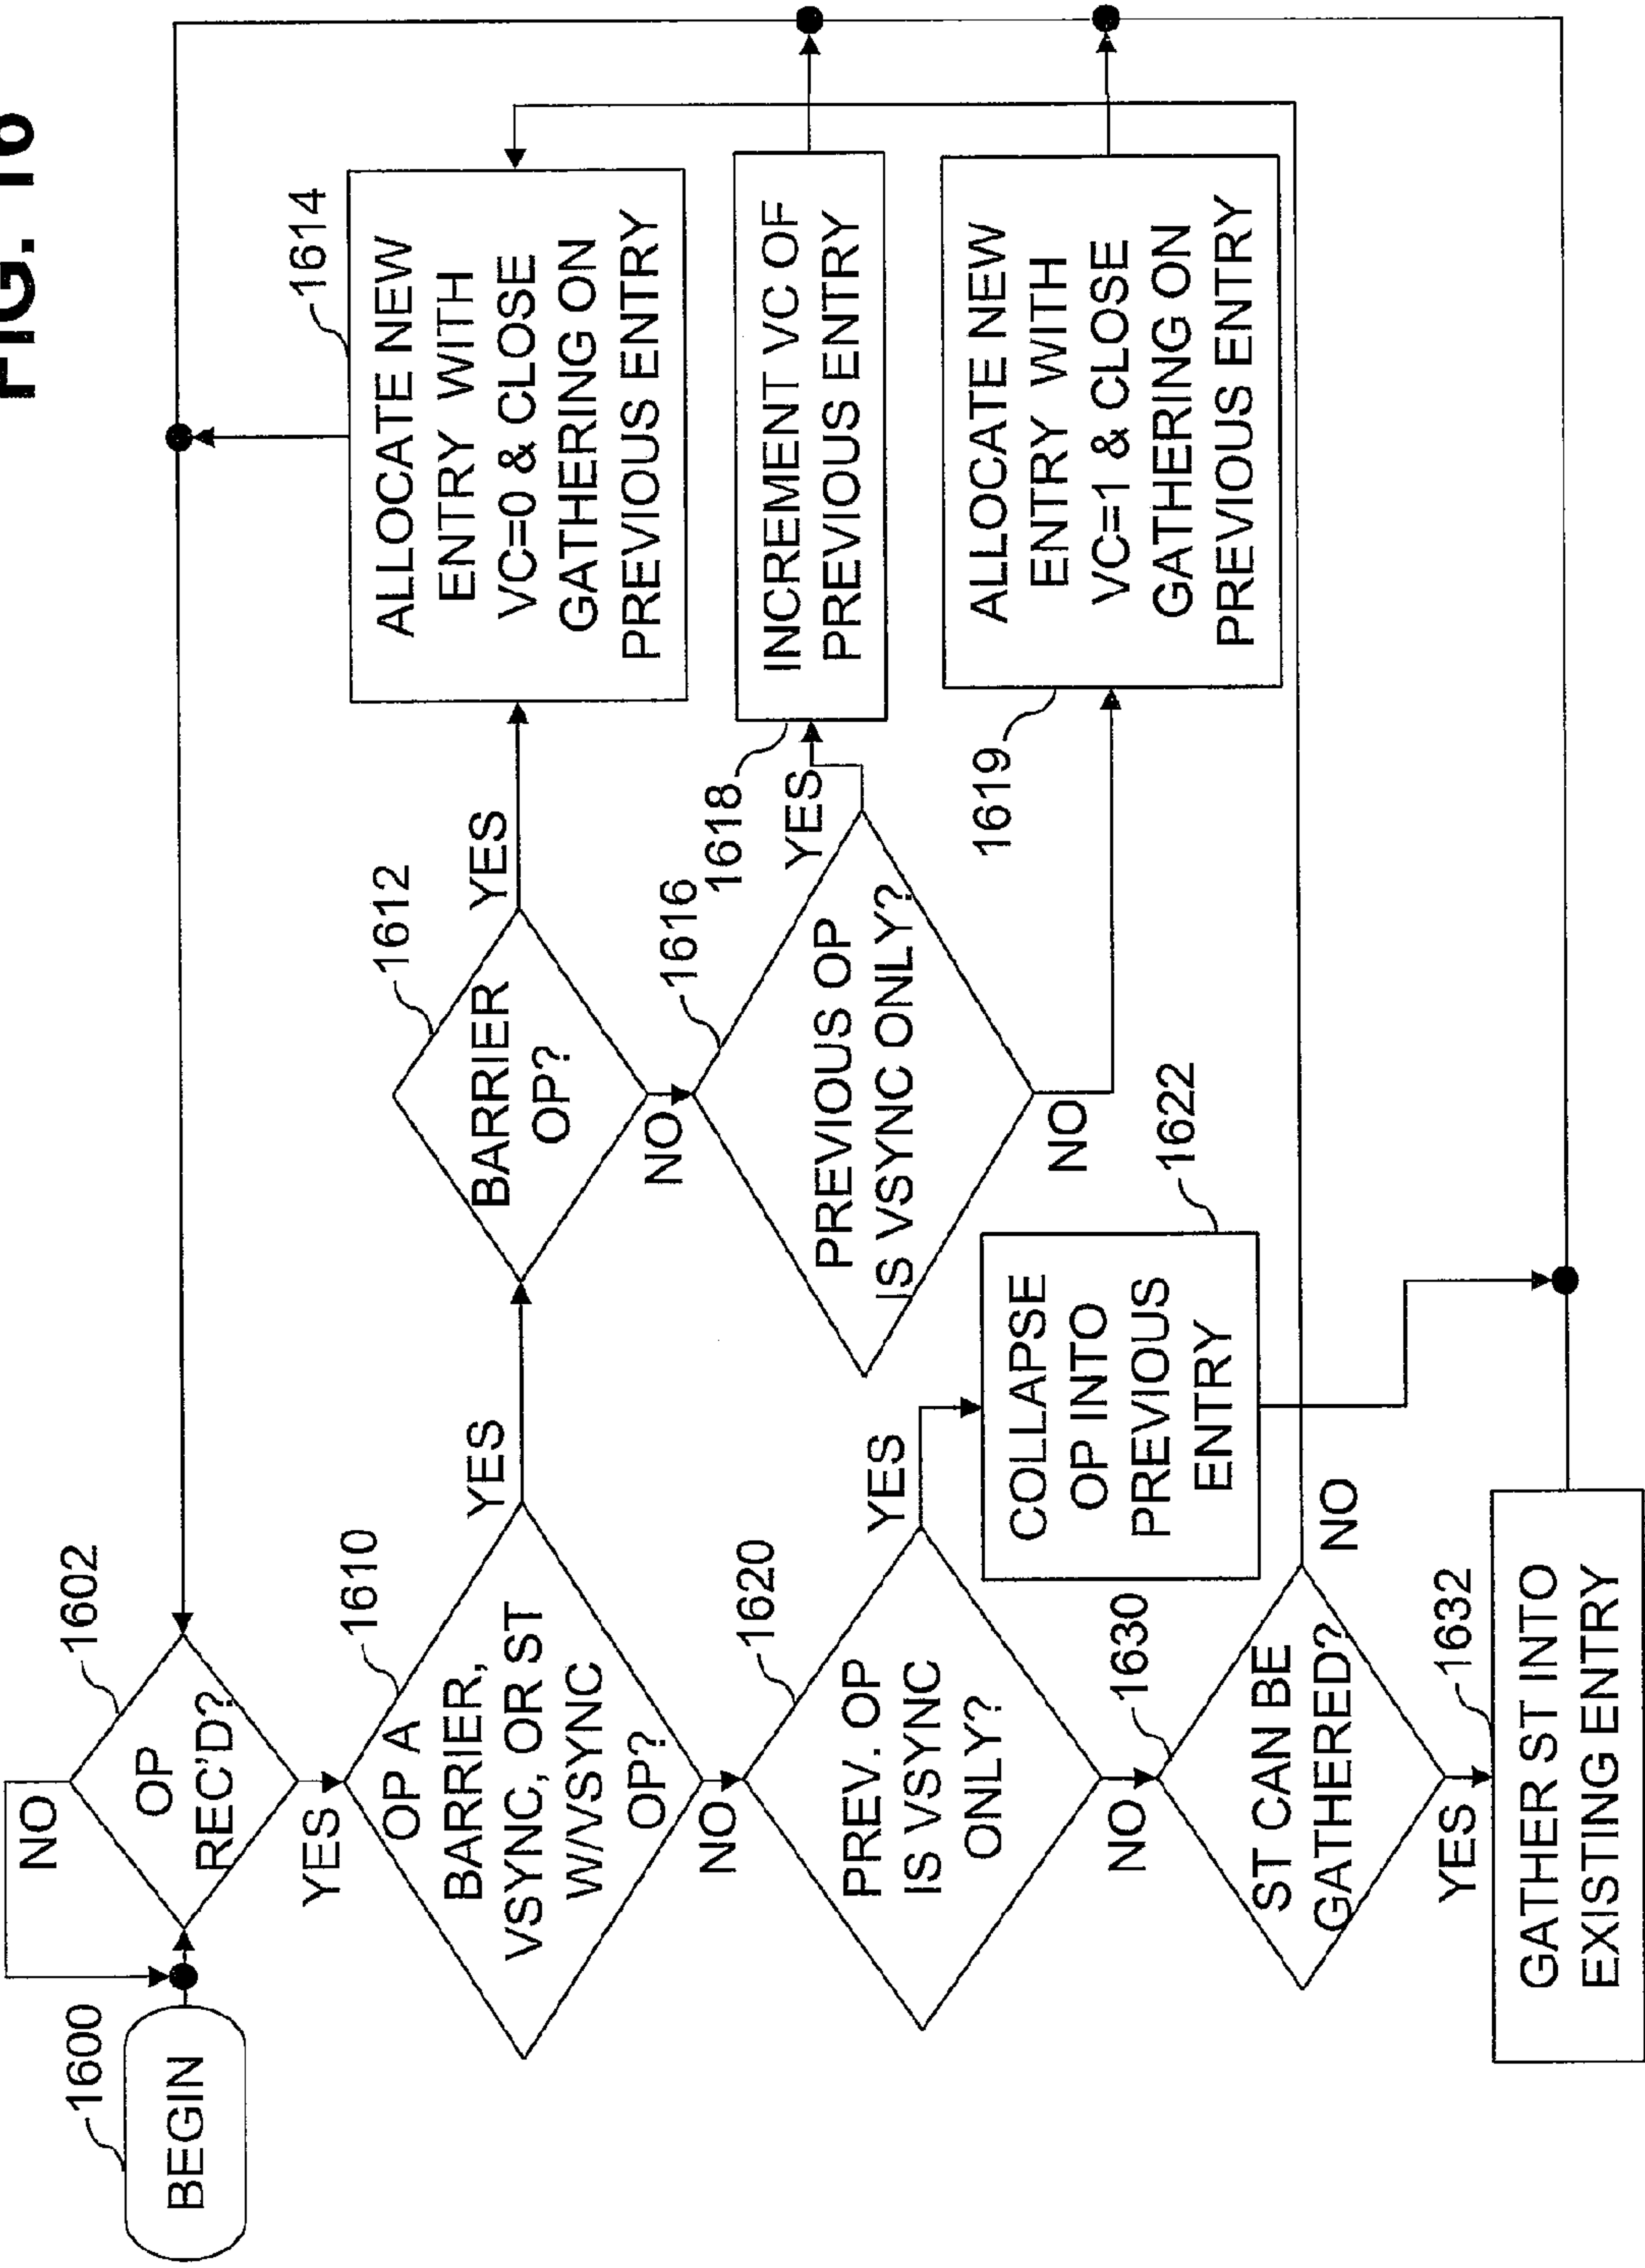 FIG. 16
1600
BEGIN
NO
1602
OP
REC'D?
YES
1610
OP A
BARRIER,
VSYNC, OR ST
W/VSYNC
OP?
YES
NO
1612
BARRIER
OP?
YES
NO
1614
ALLOCATE NEW
ENTRY WITH
VC=0 & CLOSE
GATHERING ON
PREVIOUS ENTRY
1616
PREVIOUS OP
IS VSYNC ONLY?
YES
NO
1618
INCREMENT VC OF
PREVIOUS ENTRY
1619
ALLOCATE NEW
ENTRY WITH
VC=1 & CLOSE
GATHERING ON
PREVIOUS ENTRY
1620
PREV. OP
IS VSYNC
ONLY?
YES
NO
1622
COLLAPSE
OP INTO
PREVIOUS
ENTRY
1630
ST CAN BE
GATHERED?
NO
YES
1632
GATHER ST INTO
EXISTING ENTRY